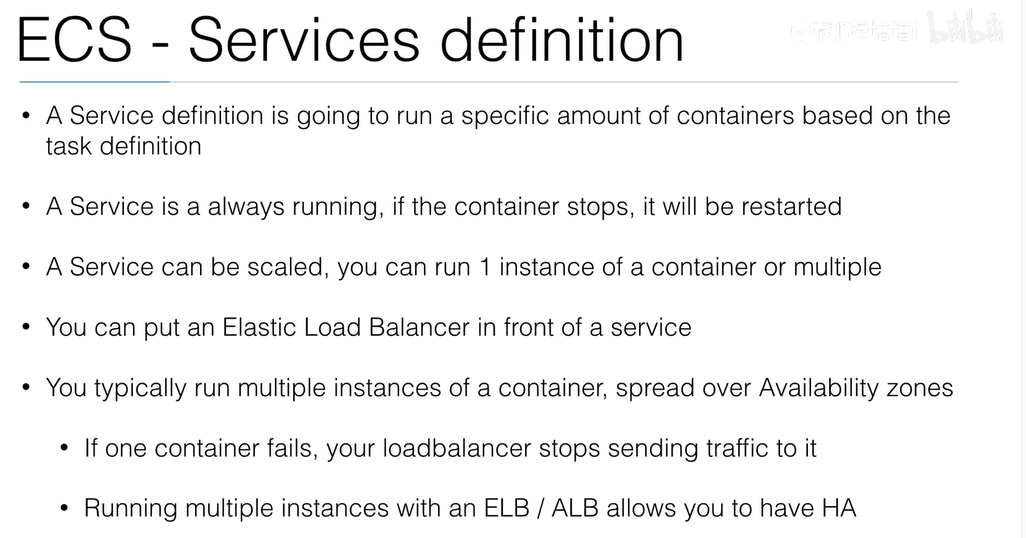 ECS - Services definition
bilibili
• A Service definition is going to run a specific amount of containers based on the
task definition
• A Service is a always running, if the container stops, it will be restarted
• A Service can be scaled, you can run 1 instance of a container or multiple
• You can put an Elastic Load Balancer in front of a service
• You typically run multiple instances of a container, spread over Availability zones
• If one container fails, your loadbalancer stops sending traffic to it
• Running multiple instances with an ELB / ALB allows you to have HA